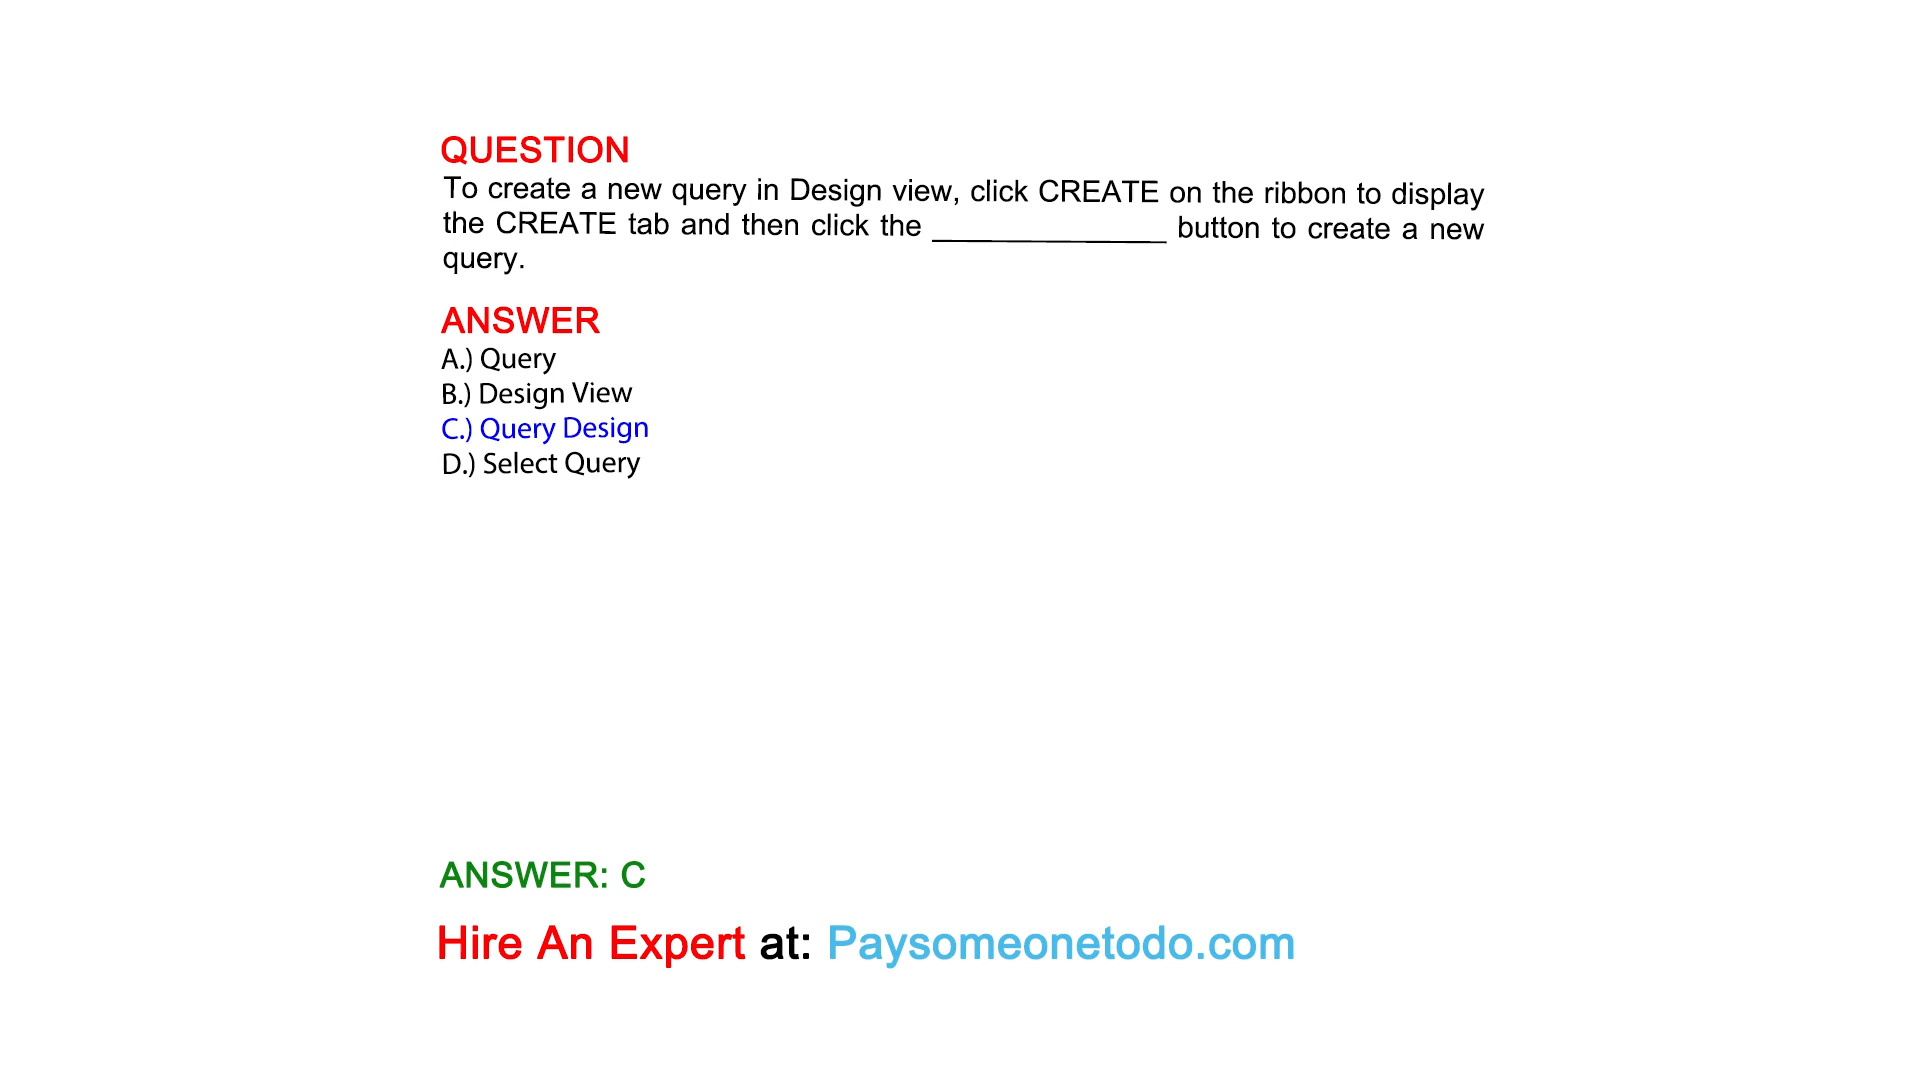 QUESTION
To create a new query in Design view, click CREATE on the ribbon to display
the CREATE tab and then click the ______________ button to create a new
query.
ANSWER
A.) Query
B.) Design View
C.) Query Design
D.) Select Query
ANSWER: C
Hire An Expert at: Paysomeonetodo.com